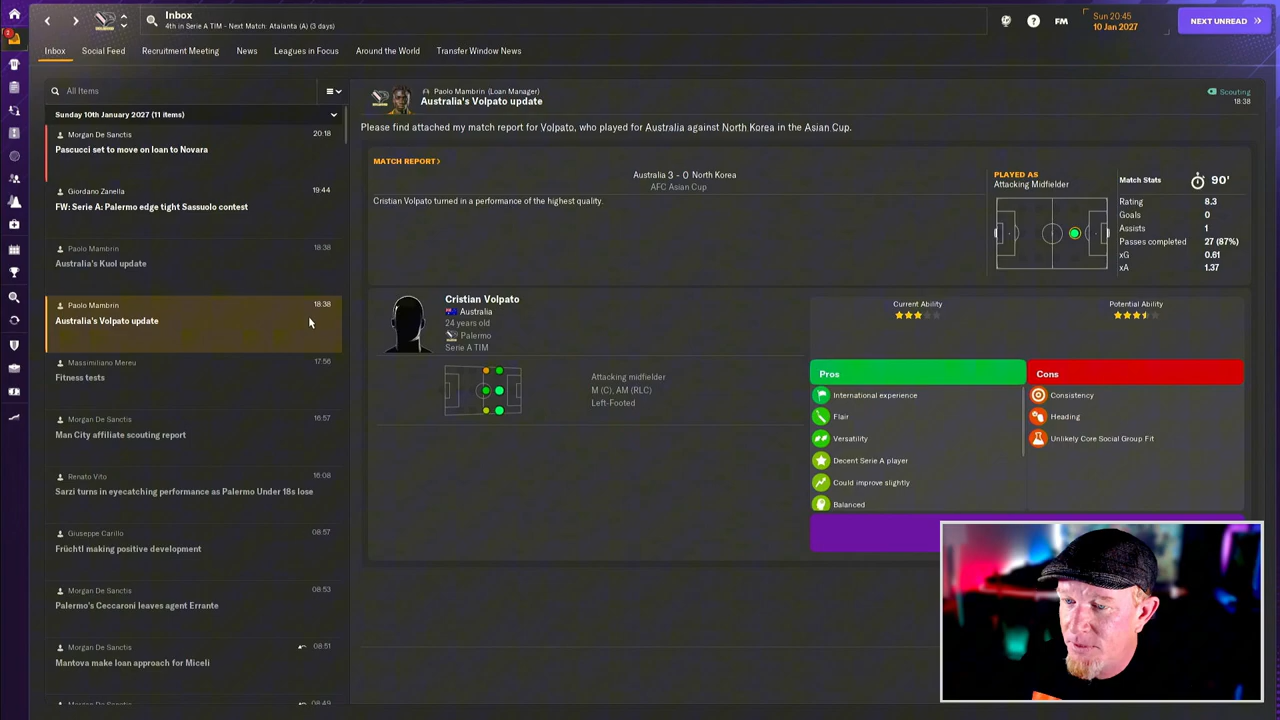 Inbox
4th in Serie A TIM - Next Match: Atalanta (A) (3 days)
FM
Sun 20:45
10 Jan 2027
NEXT UNREAD
2
Inbox
Social Feed
Recruitment Meeting
News
Leagues in Focus
Around the World
Transfer Window News
All Items
Sunday 10th January 2027 (11 items)
Morgan De Sanctis
20:18
Pascucci set to move on loan to Novara
Giordano Zanella
19:44
FW: Serie A: Palermo edge tight Sassuolo contest
Paolo Mambrin
18:38
Australia's Kuol update
Paolo Mambrin
18:38
Australia's Volpato update
Massimiliano Mereu
17:56
Fitness tests
Morgan De Sanctis
16:57
Man City affiliate scouting report
Renato Vito
16:08
Sarzi turns in eyecatching performance as Palermo Under 18s lose
Giuseppe Carillo
08:57
Früchtl making positive development
Morgan De Sanctis
08:53
Palermo's Ceccaroni leaves agent Errante
Morgan De Sanctis
08:51
Mantova make loan approach for Miceli
Morgan De Sanctis
08:49
Paolo Mambrin (Loan Manager)
Australia's Volpato update
Scouting
18:38
Please find attached my match report for Volpato, who played for Australia against North Korea in the Asian Cup.
MATCH REPORT>
Australia 3 - 0 North Korea
AFC Asian Cup
Cristian Volpato turned in a performance of the highest quality.
PLAYED AS
Attacking Midfielder
Match Stats
90'
Rating 8.3
Goals 0
Assists 1
Passes completed 27 (87%)
xG 0.61
xA 1.37
Cristian Volpato
Australia
24 years old
Palermo
Serie A TIM
Attacking midfielder
M (C), AM (RLC)
Left-Footed
Current Ability
Potential Ability
Pros
International experience
Flair
Versatility
Decent Serie A player
Could improve slightly
Balanced
Cons
Consistency
Heading
Unlikely Core Social Group Fit